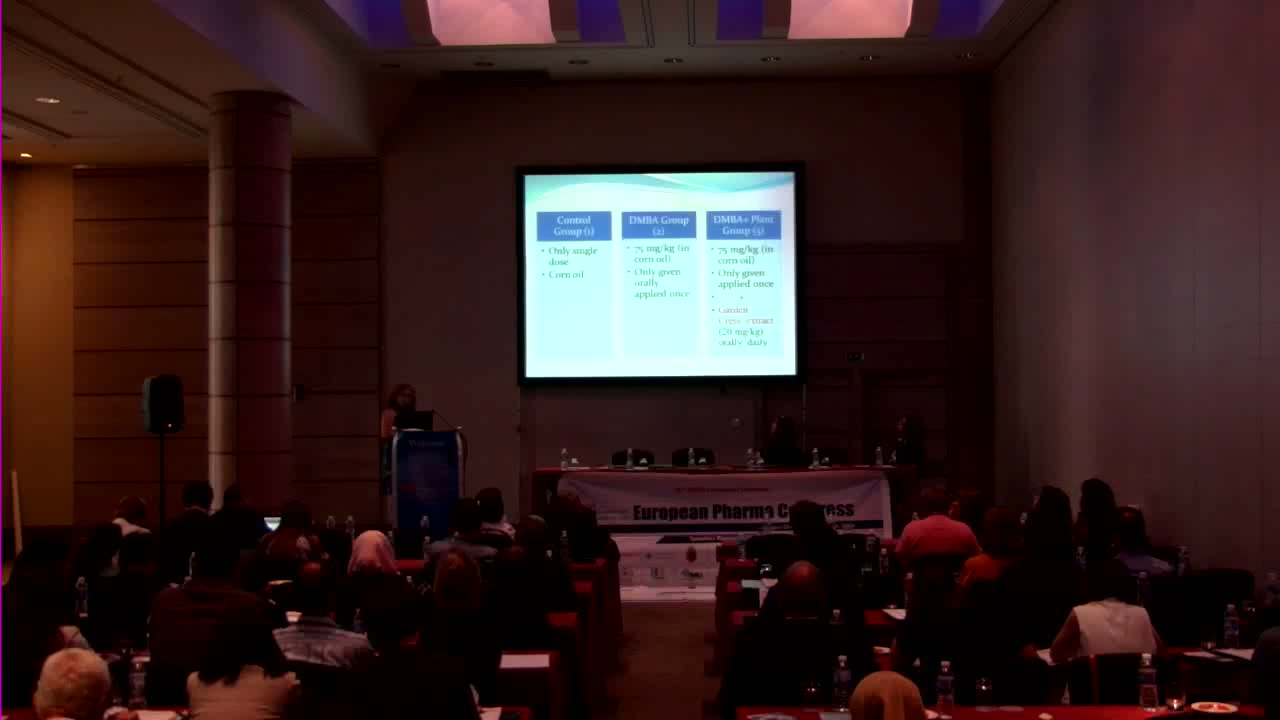 Control
Group (1)
• Only single
dose
• Corn oil
DMBA Group
(2)
• 75 mg/kg (in
corn oil)
• Only given
orally
applied once
DMBA+ Plant
Group (3)
• 75 mg/kg (in
corn oil)
• Only given
applied once
• Garden
Cress extract
(20 mg/kg)
orally daily
European Pharma Congress